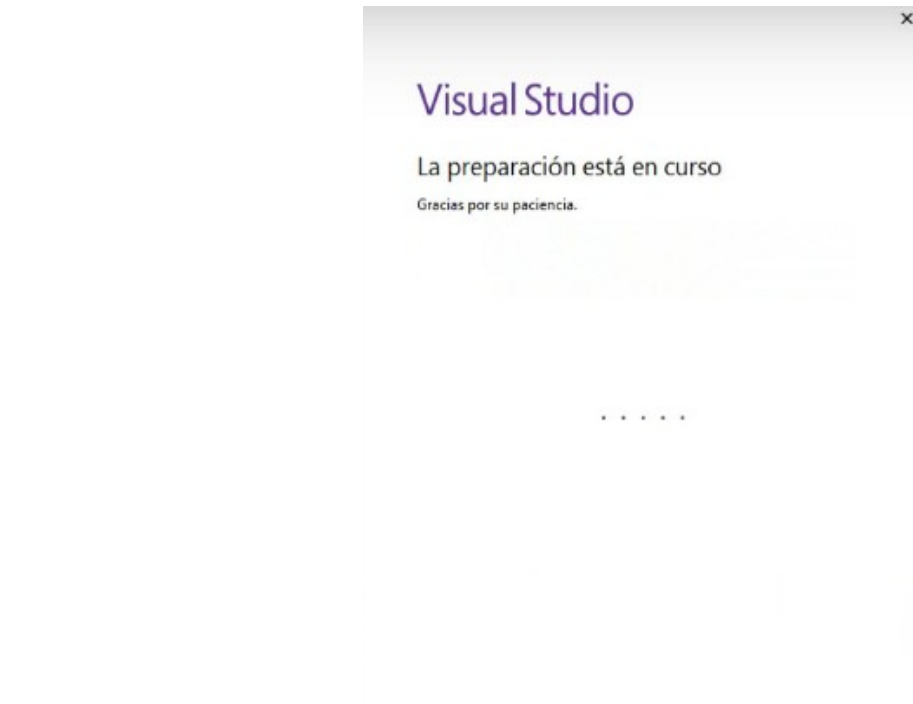 Visual Studio
La preparación está en curso
Gracias por su paciencia.